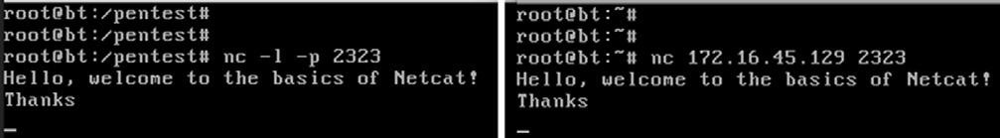 root@bt:/pentest#
root@bt:/pentest#
root@bt:/pentest# nc -l -p 2323
Hello, welcome to the basics of Netcat!
Thanks
root@bt:~#
root@bt:~#
root@bt:~# nc 172.16.45.129 2323
Hello, welcome to the basics of Netcat!
Thanks